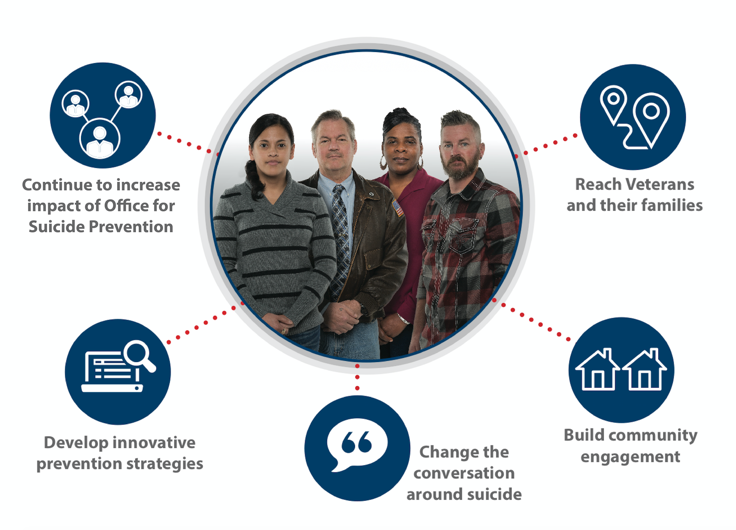 Continue to increase
impact of Office for
Suicide Prevention
Reach Veterans
and their families
Develop innovative
prevention strategies
Change the
conversation
around suicide
Build community
engagement